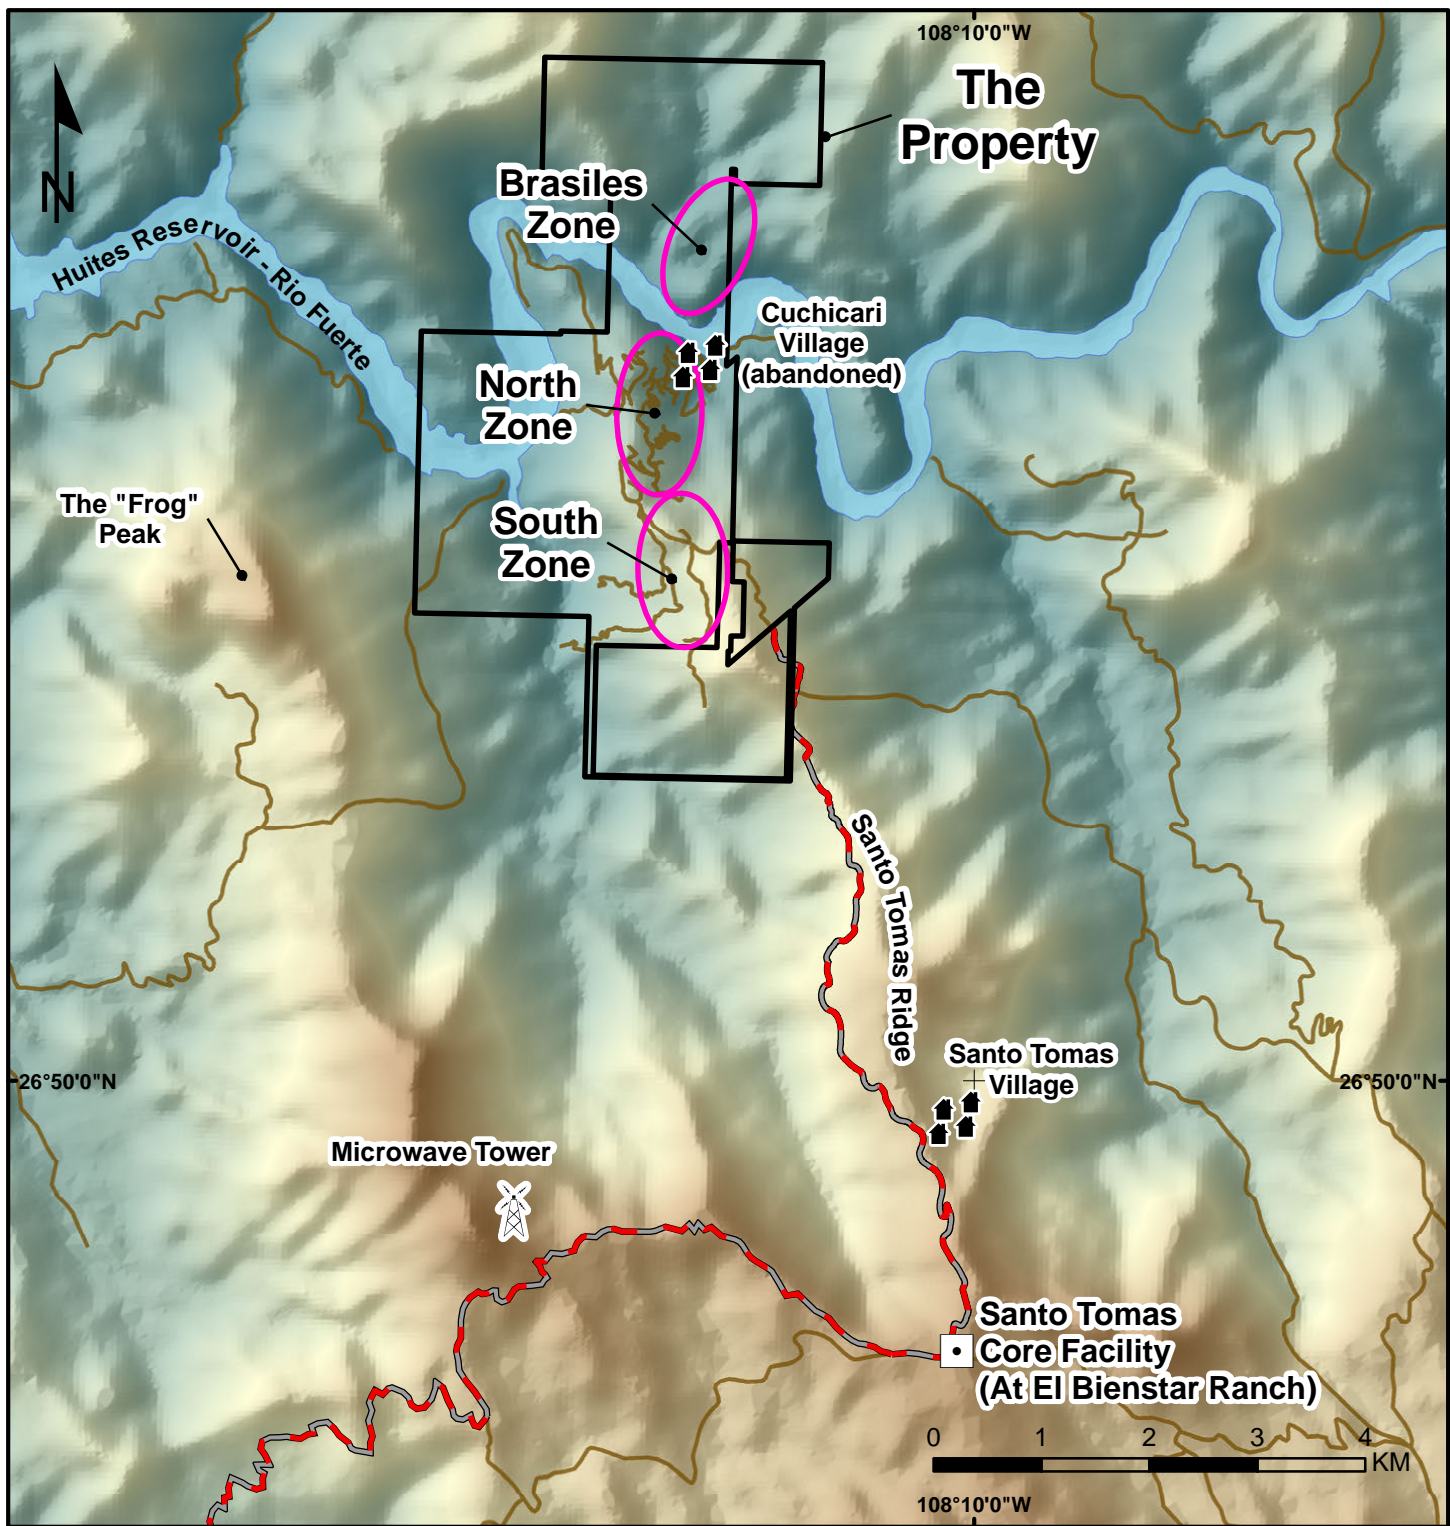 108°10'0"W
The
Property
N
Brasiles
Zone
Huites Reservoir - Rio Fuerte
Cuchicari
Village
(abandoned)
North
Zone
The "Frog"
Peak
South
Zone
Santo Tomas Ridge
Santo Tomas
Village
26°50'0"N
26°50'0"N
Microwave Tower
Santo Tomas
Core Facility
(At El Bienstar Ranch)
0 1 2 3 4
KM
108°10'0"W